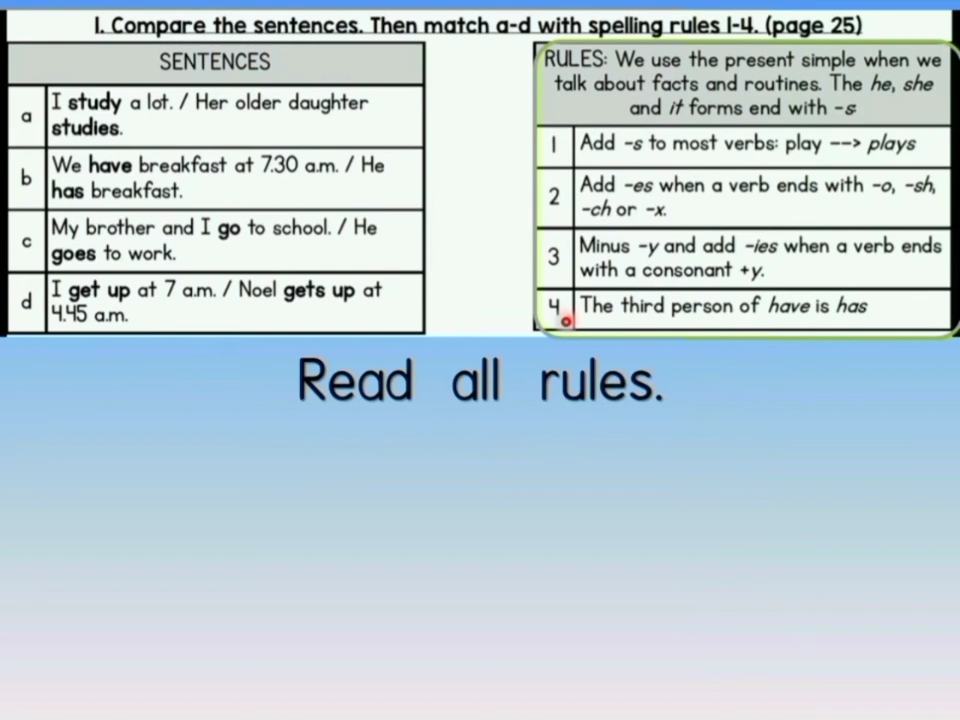 1. Compare the sentences. Then match a-d with spelling rules 1-4. (page 25)
SENTENCES
a
I study a lot. / Her older daughter
studies.
b
We have breakfast at 7.30 a.m. / He
has breakfast.
c
My brother and I go to school. / He
goes to work.
d
I get up at 7 a.m. / Noel gets up at
4.45 a.m.
RULES: We use the present simple when we
talk about facts and routines. The he, she
and it forms end with -s
1
Add -s to most verbs: play --> plays
2
Add -es when a verb ends with -o, -sh,
-ch or -x.
3
Minus -y and add -ies when a verb ends
with a consonant +y.
4
The third person of have is has
Read all rules.